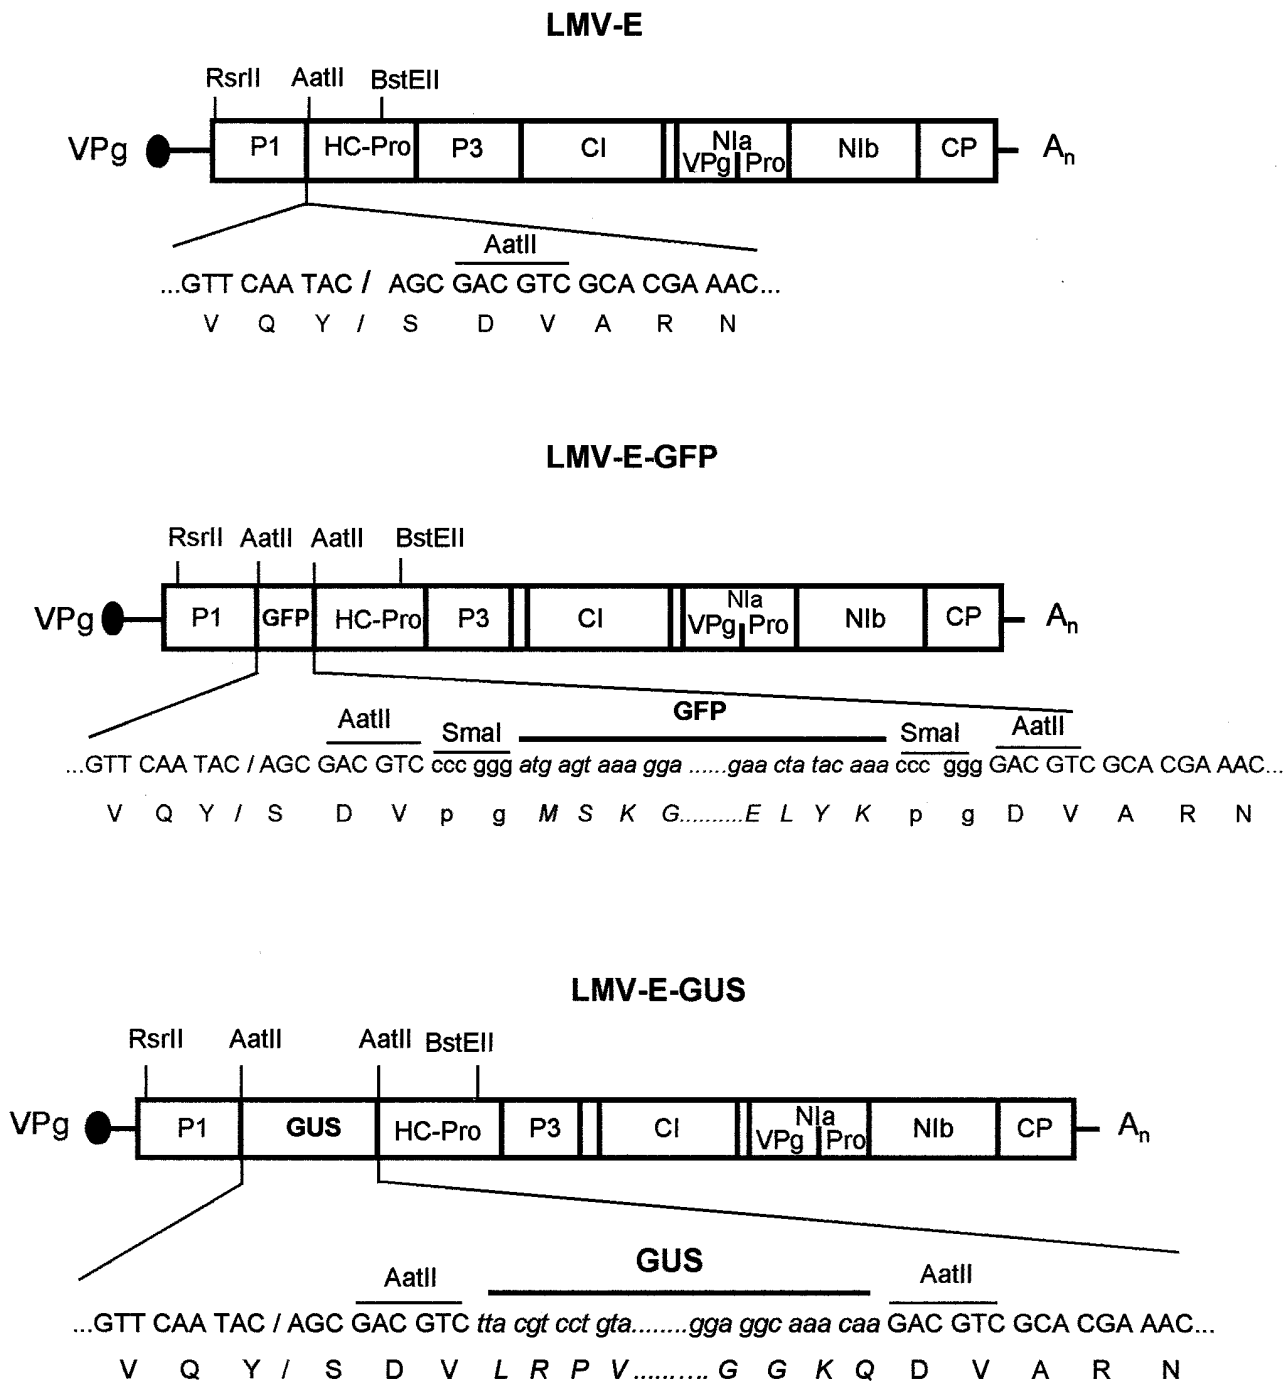 LMV-E
RsrII AatII BstEII
VPg P1 HC-Pro P3 CI NIa VPg Pro NIb CP An
AatII
...GTT CAA TAC / AGC GAC GTC GCA CGA AAC...
V Q Y / S D V A R N
LMV-E-GFP
RsrII AatII AatII BstEII
VPg P1 GFP HC-Pro P3 CI NIa VPg Pro NIb CP An
GFP
AatII SmaI SmaI AatII
...GTT CAA TAC / AGC GAC GTC ccc ggg atg agt aaa gga ......gaa cta tac aaa ccc ggg GAC GTC GCA CGA AAC...
V Q Y / S D V p g M S K G..........E L Y K p g D V A R N
LMV-E-GUS
RsrII AatII AatII BstEII
VPg P1 GUS HC-Pro P3 CI NIa VPg Pro NIb CP An
GUS
AatII AatII
...GTT CAA TAC / AGC GAC GTC tta cgt cct gta........gga ggc aaa caa GAC GTC GCA CGA AAC...
V Q Y / S D V L R P V.......... G G K Q D V A R N